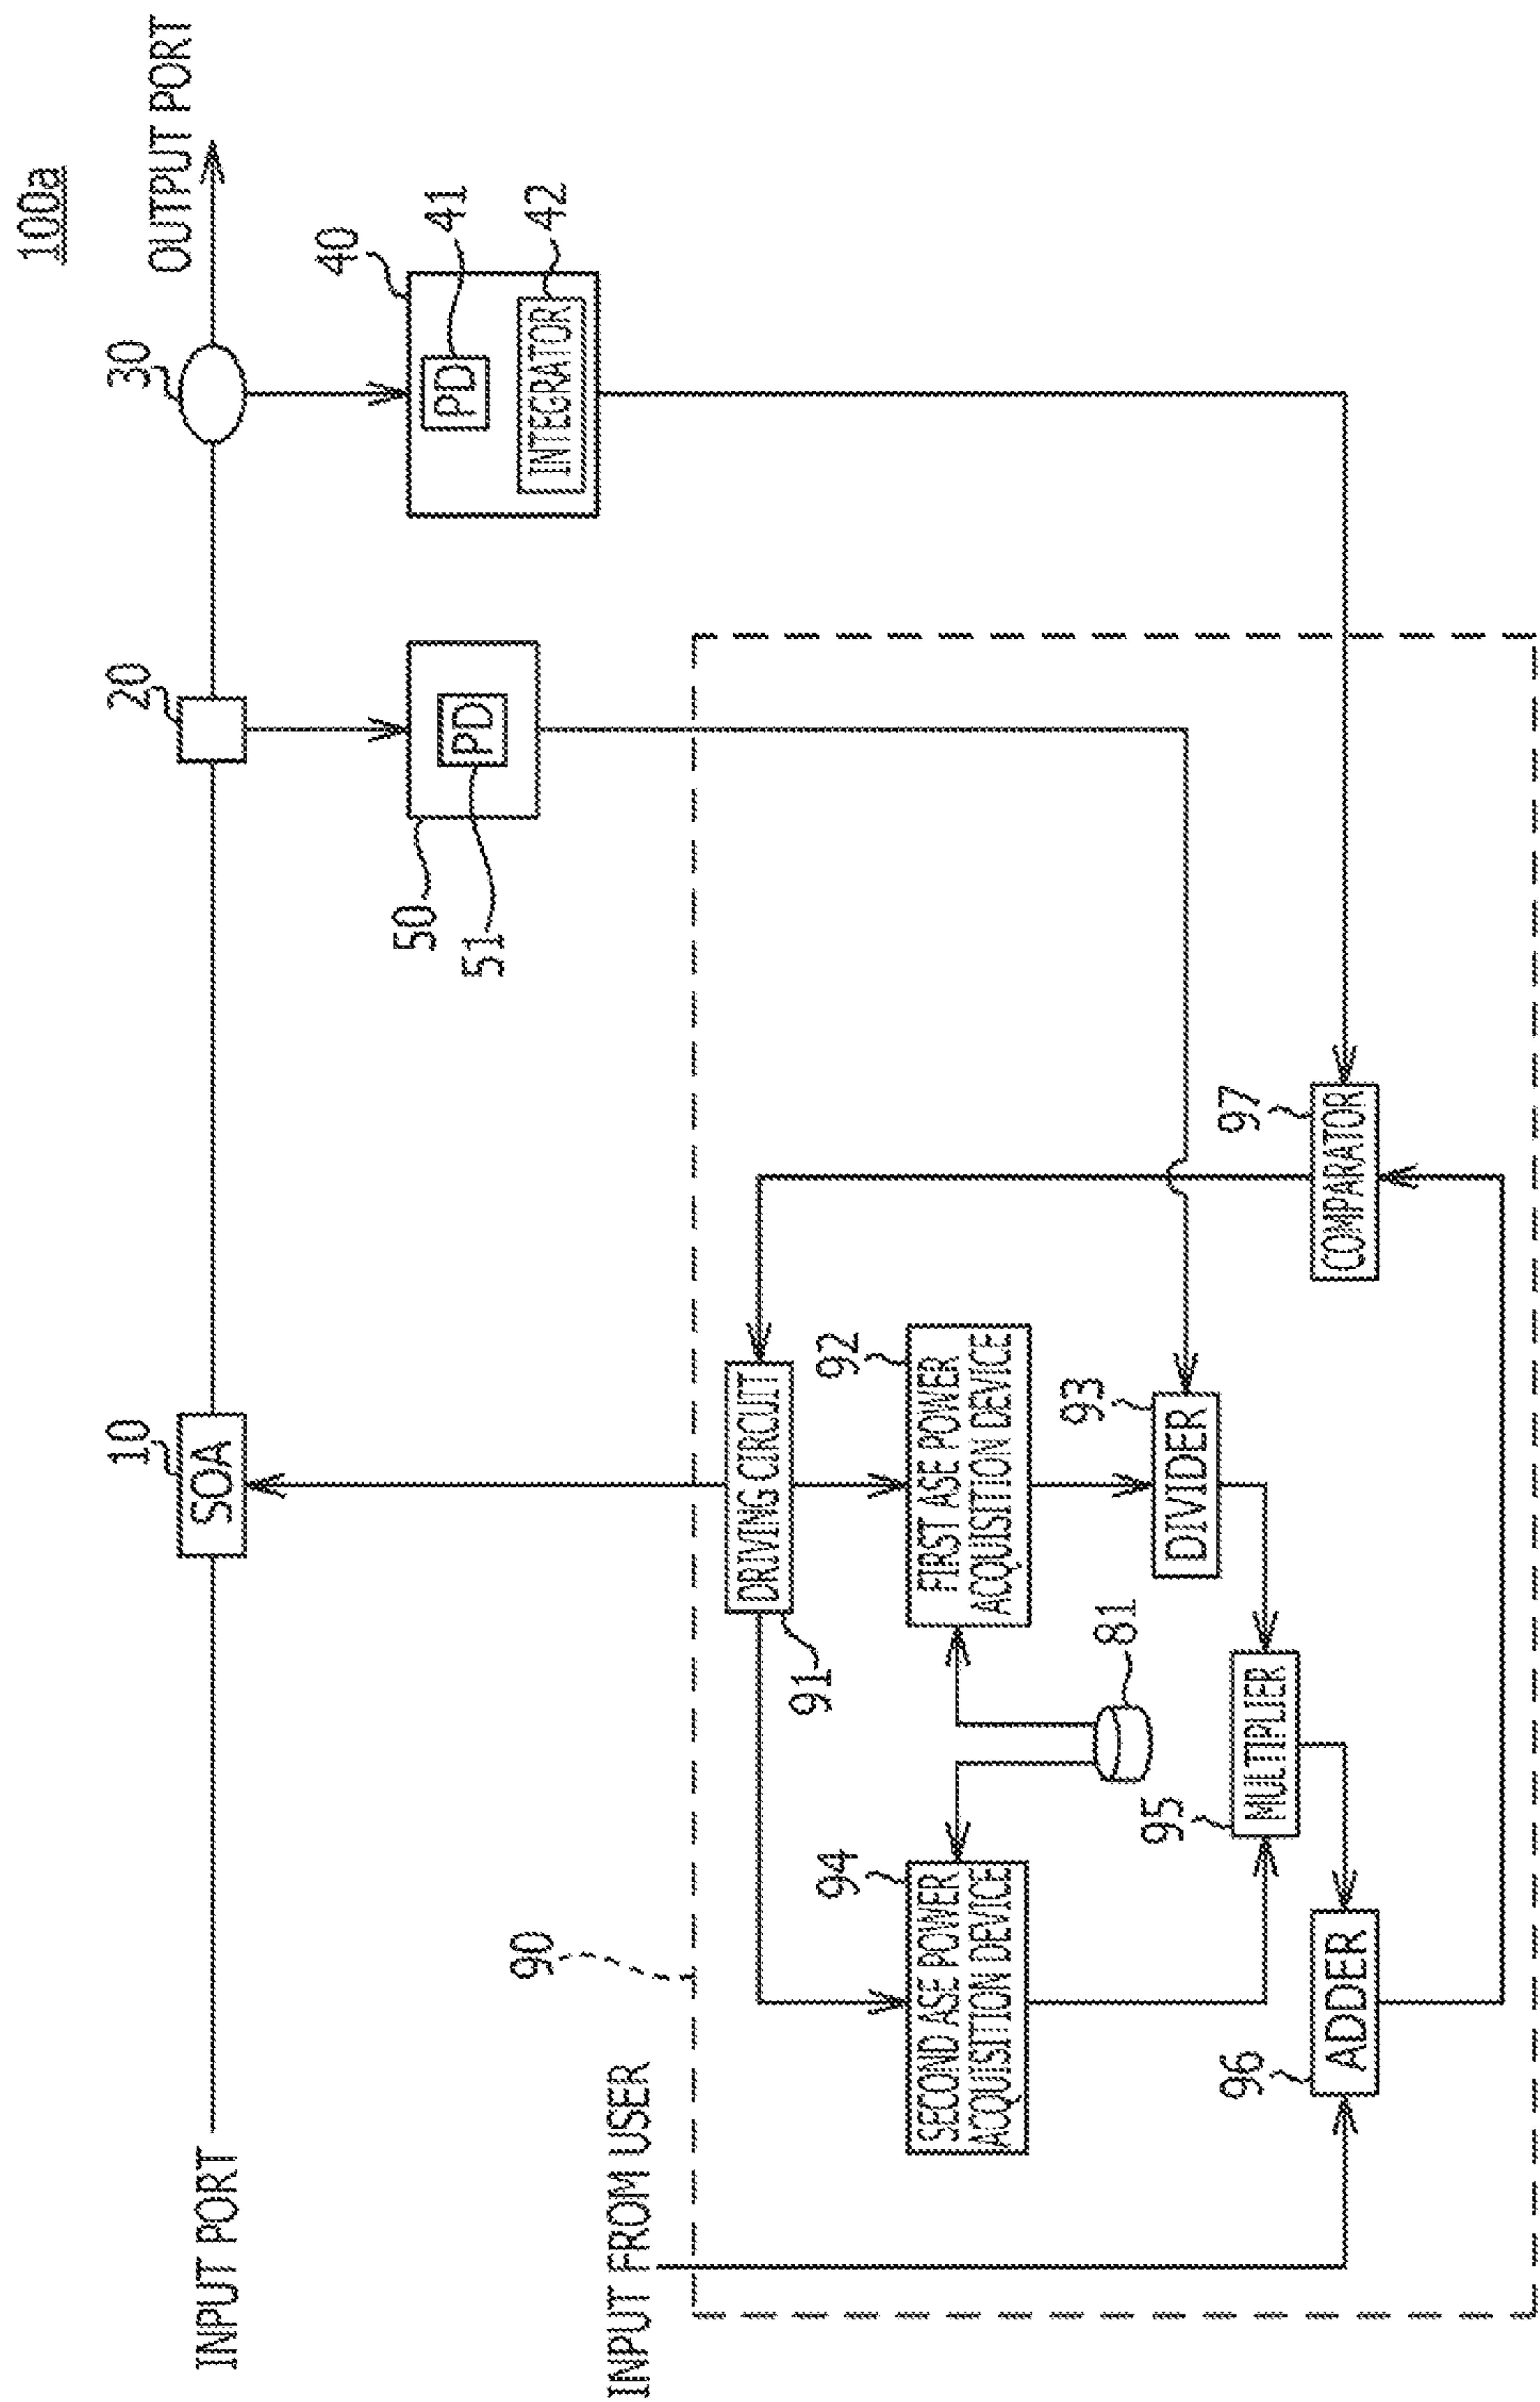 100a
INPUT PORT
10
SOA
20
30
OUTPUT PORT
50
PD
51
40
PD
41
INTEGRATOR
42
INPUT FROM USER
90
DRIVING CIRCUIT
91
SECOND ASE POWER
ACQUISITION DEVICE
94
FIRST ASE POWER
ACQUISITION DEVICE
92
81
DIVIDER
93
MULTIPLIER
95
ADDER
96
COMPARATOR
97